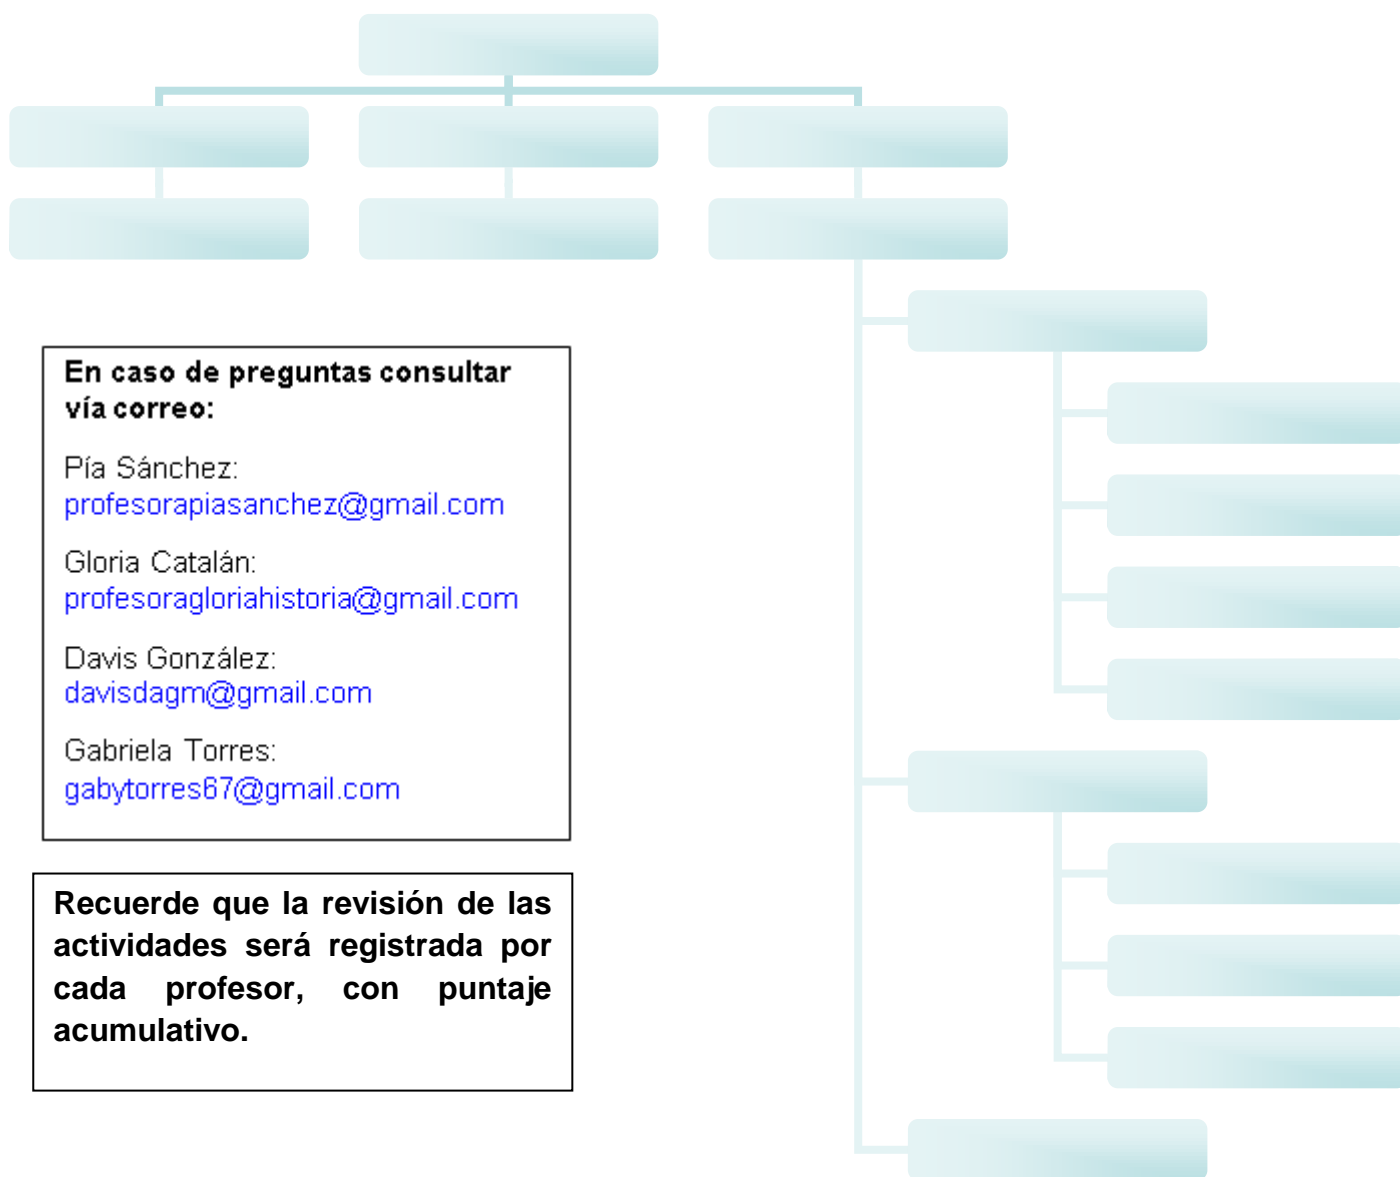 En caso de preguntas consultar
vía correo:
Pía Sánchez:
profesorapiasanchez@gmail.com
Gloria Catalán:
profesoragloriahistoria@gmail.com
Davis González:
davisdagm@gmail.com
Gabriela Torres:
gabytorres67@gmail.com
Recuerde que la revisión de las
actividades será registrada por
cada profesor, con puntaje
acumulativo.